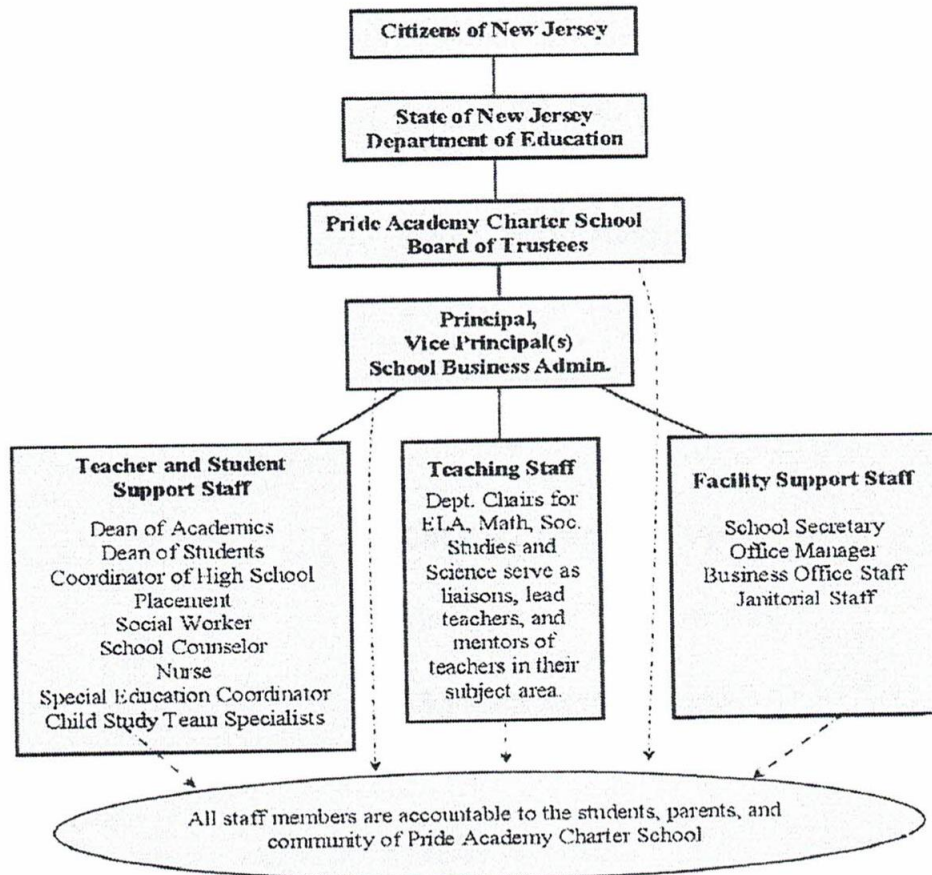 Citizens of New Jersey
State of New Jersey
Department of Education
Pride Academy Charter School
Board of Trustees
Principal,
Vice Principal(s)
School Business Admin.
Teacher and Student
Support Staff
Dean of Academics
Dean of Students
Coordinator of High School
Placement
Social Worker
School Counselor
Nurse
Special Education Coordinator
Child Study Team Specialists
Teaching Staff
Dept. Chairs for
ELA, Math, Soc.
Studies and
Science serve as
liaisons, lead
teachers, and
mentors of
teachers in their
subject area.
Facility Support Staff
School Secretary
Office Manager
Business Office Staff
Janitorial Staff
All staff members are accountable to the students, parents, and
community of Pride Academy Charter School